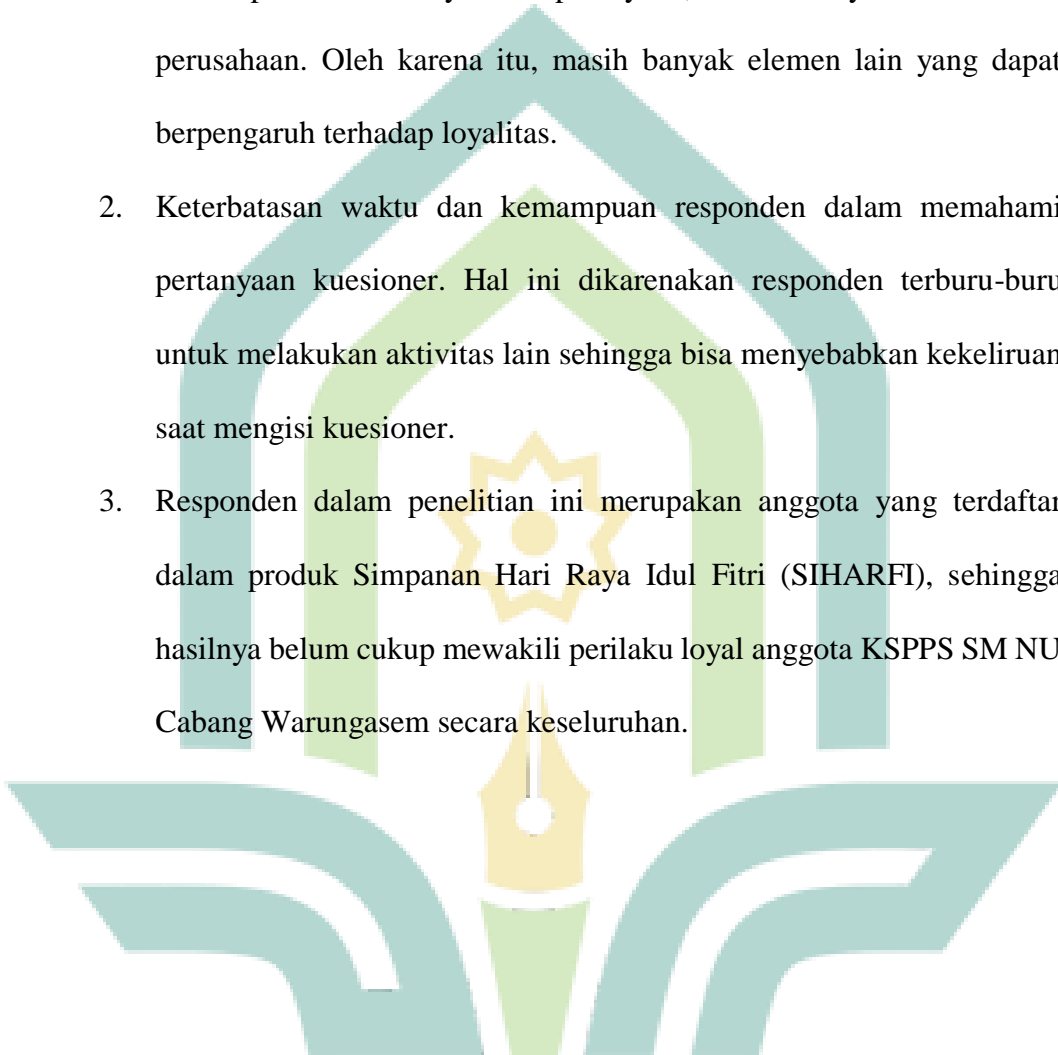 perusahaan. Oleh karena itu, masih banyak elemen lain yang dapat
berpengaruh terhadap loyalitas.
2. Keterbatasan waktu dan kemampuan responden dalam memahami
pertanyaan kuesioner. Hal ini dikarenakan responden terburu-buru
untuk melakukan aktivitas lain sehingga bisa menyebabkan kekeliruan
saat mengisi kuesioner.
3. Responden dalam penelitian ini merupakan anggota yang terdaftar
dalam produk Simpanan Hari Raya Idul Fitri (SIHARFI), sehingga
hasilnya belum cukup mewakili perilaku loyal anggota KSPPS SM NU
Cabang Warungasem secara keseluruhan.